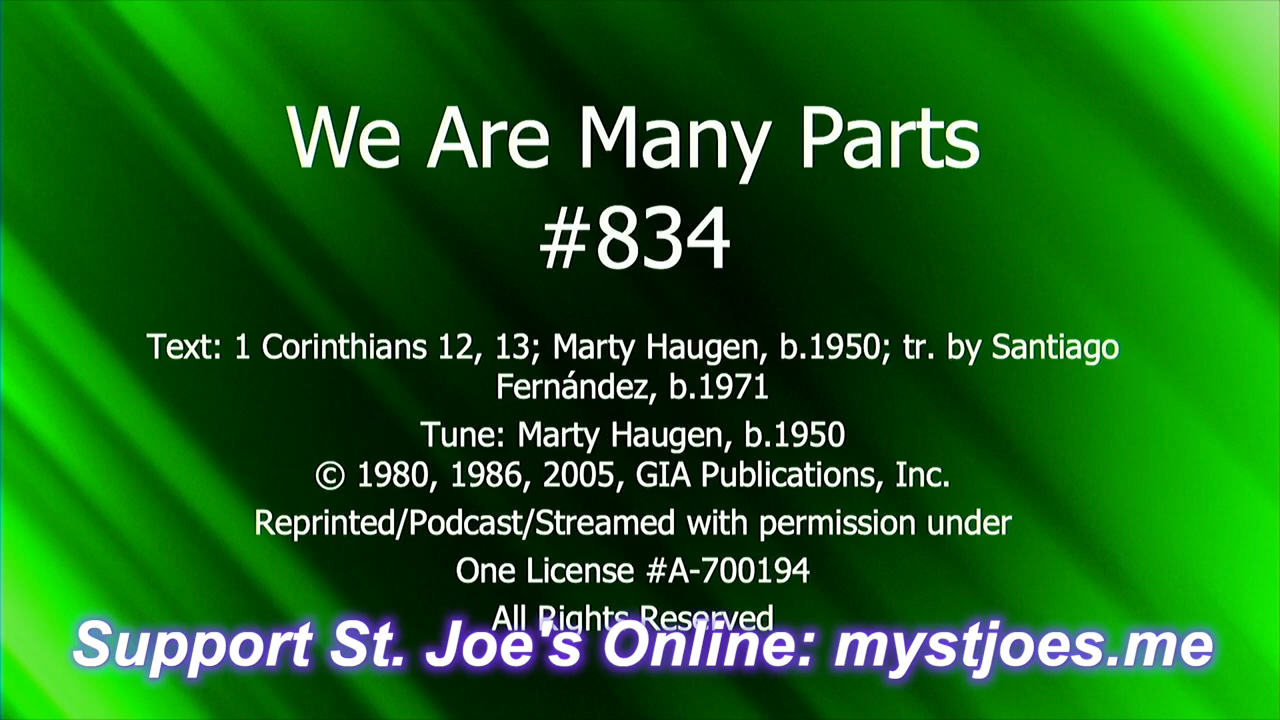 We Are Many Parts
#834
Text: 1 Corinthians 12, 13; Marty Haugen, b.1950; tr. by Santiago
Fernández, b.1971
Tune: Marty Haugen, b.1950
© 1980, 1986, 2005, GIA Publications, Inc.
Reprinted/Podcast/Streamed with permission under
One License #A-700194
All Rights Reserved
Support St. Joe's Online: mystjoes.me